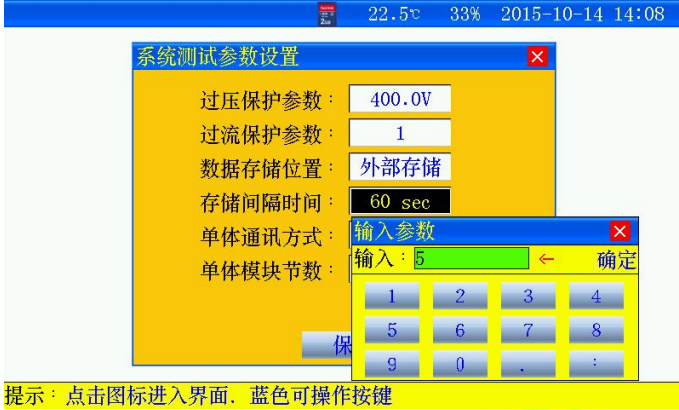 22.5℃ 33% 2015-10-14 14:08
系统测试参数设置
过压保护参数： 400.0V
过流保护参数： 1
数据存储位置： 外部存储
存储间隔时间： 60 sec
单体通讯方式：
单体模块节数：
保
输入参数
输入：5 ← 确定
1 2 3 4
5 6 7 8
9 0 . :
提示：点击图标进入界面．蓝色可操作按键